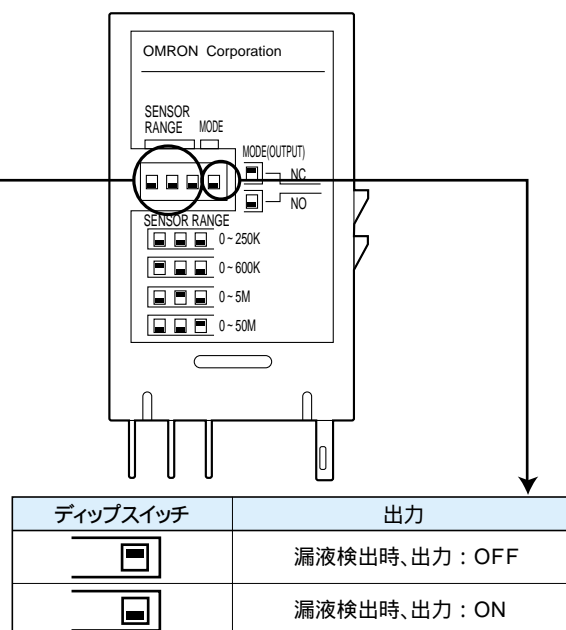 OMRON Corporation
SENSOR
RANGE MODE
MODE(OUTPUT)
NC
NO
SENSOR RANGE
0~250K
0~600K
0~5M
0~50M
ディップスイッチ 出力
漏液検出時、出力：OFF
漏液検出時、出力：ON